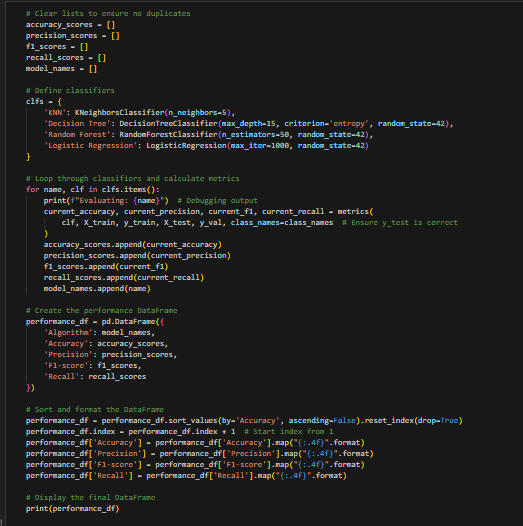 # Clear lists to ensure no duplicates
accuracy_scores = []
precision_scores = []
f1_scores = []
recall_scores = []
model_names = []

# Define classifiers
clfs = {
    'KNN': KNeighborsClassifier(n_neighbors=5),
    'Decision Tree': DecisionTreeClassifier(max_depth=15, criterion='entropy', random_state=42),
    'Random Forest': RandomForestClassifier(n_estimators=50, random_state=42),
    'Logistic Regression': LogisticRegression(max_iter=1000, random_state=42)
}

# Loop through classifiers and calculate metrics
for name, clf in clfs.items():
    print(f"Evaluating: {name}")  # Debugging output
    current_accuracy, current_precision, current_f1, current_recall = metrics(
        clf, X_train, y_train, X_test, y_val, class_names=class_names  # Ensure y_test is correct
    )
    accuracy_scores.append(current_accuracy)
    precision_scores.append(current_precision)
    f1_scores.append(current_f1)
    recall_scores.append(current_recall)
    model_names.append(name)

# Create the performance DataFrame
performance_df = pd.DataFrame({
    'Algorithm': model_names,
    'Accuracy': accuracy_scores,
    'Precision': precision_scores,
    'F1-score': f1_scores,
    'Recall': recall_scores
})

# Sort and format the DataFrame
performance_df = performance_df.sort_values(by='Accuracy', ascending=False).reset_index(drop=True)
performance_df.index = performance_df.index + 1  # Start index from 1
performance_df['Accuracy'] = performance_df['Accuracy'].map("{:.4f}".format)
performance_df['Precision'] = performance_df['Precision'].map("{:.4f}".format)
performance_df['F1-score'] = performance_df['F1-score'].map("{:.4f}".format)
performance_df['Recall'] = performance_df['Recall'].map("{:.4f}".format)

# Display the final DataFrame
print(performance_df)